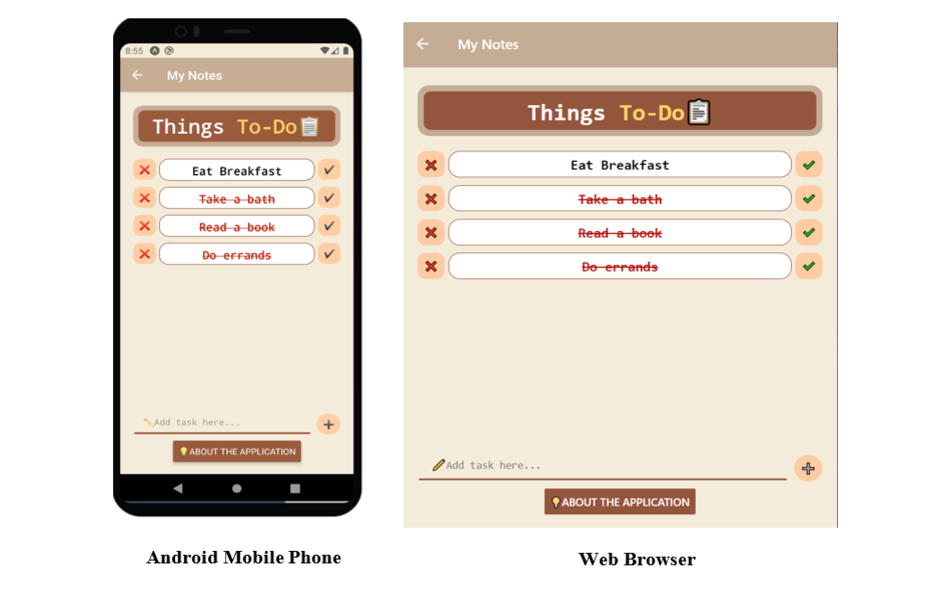 8:55
My Notes
Things To-Do
Eat Breakfast
Take a bath
Read a book
Do errands
Add task here...
ABOUT THE APPLICATION
Android Mobile Phone
My Notes
Things To-Do
Eat Breakfast
Take a bath
Read a book
Do errands
Add task here...
ABOUT THE APPLICATION
Web Browser